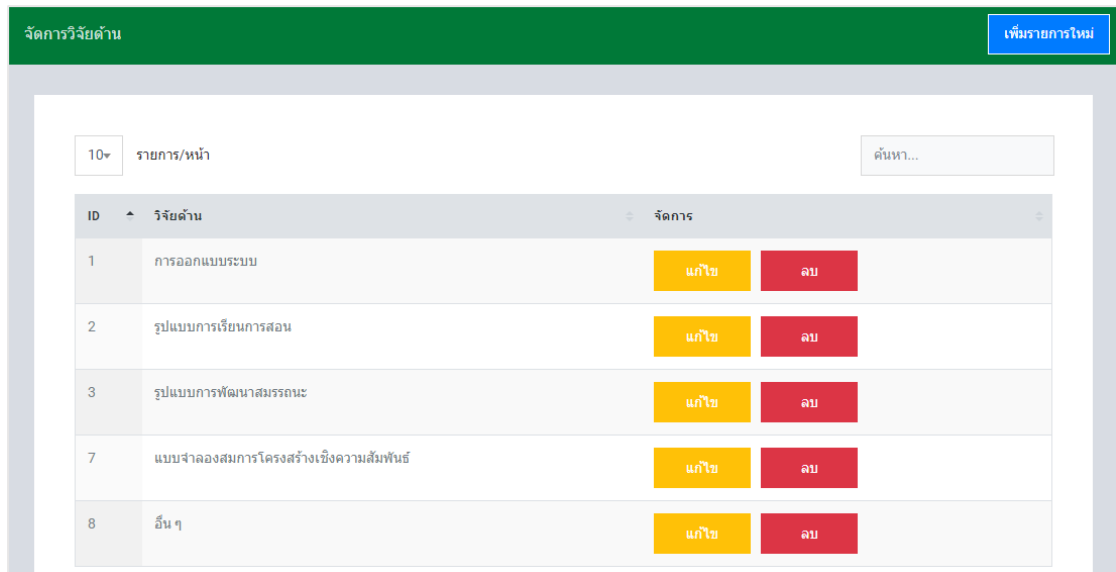 จัดการวิจัยด้าน เพิ่มรายการใหม่
10 รายการ/หน้า ค้นหา...
ID วิจัยด้าน จัดการ
1 การออกแบบระบบ แก้ไข ลบ
2 รูปแบบการเรียนการสอน แก้ไข ลบ
3 รูปแบบการพัฒนาสมรรถนะ แก้ไข ลบ
7 แบบจำลองสมการโครงสร้างเชิงความสัมพันธ์ แก้ไข ลบ
8 อื่น ๆ แก้ไข ลบ